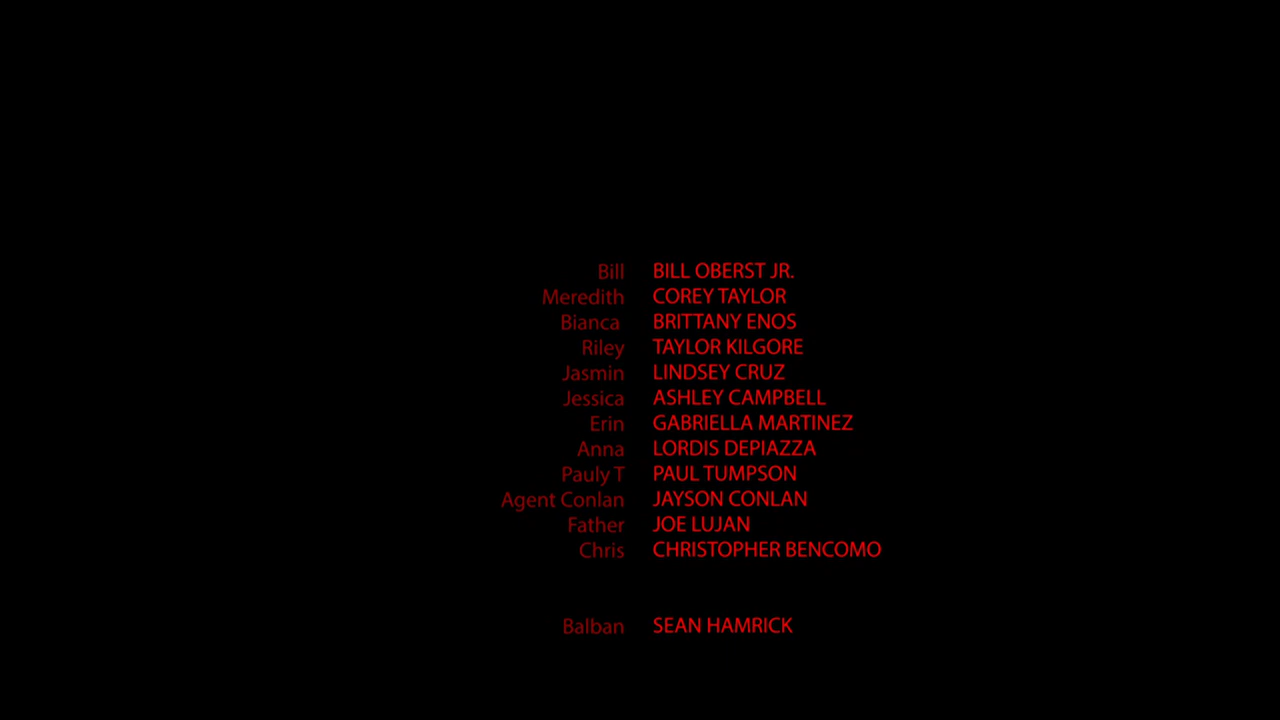 Bill BILL OBERST JR.
Meredith COREY TAYLOR
Bianca BRITTANY ENOS
Riley TAYLOR KILGORE
Jasmin LINDSEY CRUZ
Jessica ASHLEY CAMPBELL
Erin GABRIELLA MARTINEZ
Anna LORDIS DEPIAZZA
Pauly T PAUL TUMPSON
Agent Conlan JAYSON CONLAN
Father JOE LUJAN
Chris CHRISTOPHER BENCOMO
Balban SEAN HAMRICK